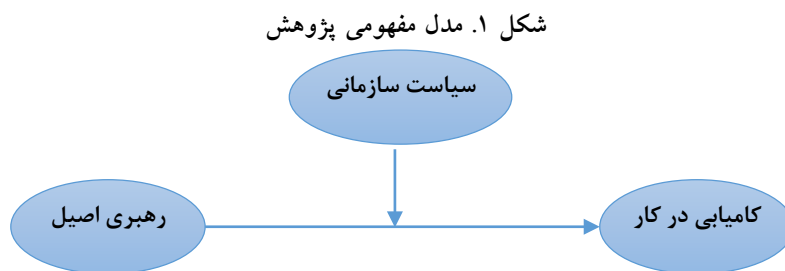 شکل ۱. مدل مفهومی پژوهش
سیاست سازمانی
رهبری اصیل
کامیابی در کار